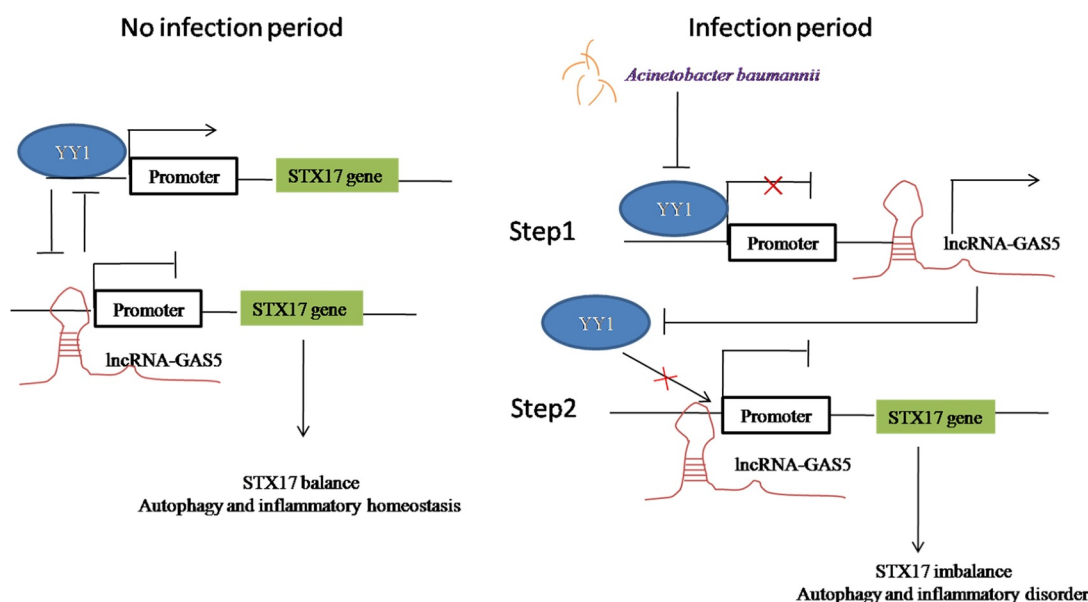 No infection period
YY1
Promoter
STX17 gene
Promoter
STX17 gene
lncRNA-GAS5
STX17 balance
Autophagy and inflammatory homeostasis
Infection period
Acinetobacter baumannii
Step1
YY1
Promoter
lncRNA-GAS5
YY1
Step2
Promoter
STX17 gene
lncRNA-GAS5
STX17 imbalance
Autophagy and inflammatory disorder